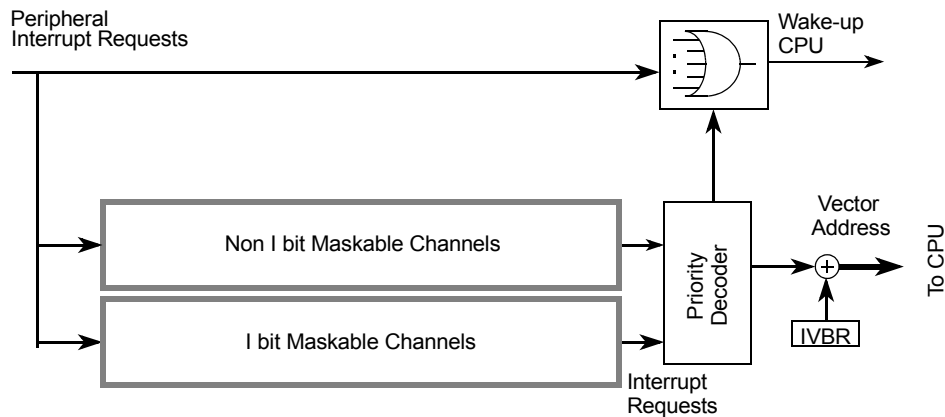 Peripheral
Interrupt Requests
Wake-up
CPU
Non I bit Maskable Channels
I bit Maskable Channels
Priority
Decoder
Vector
Address
To CPU
IVBR
Interrupt
Requests